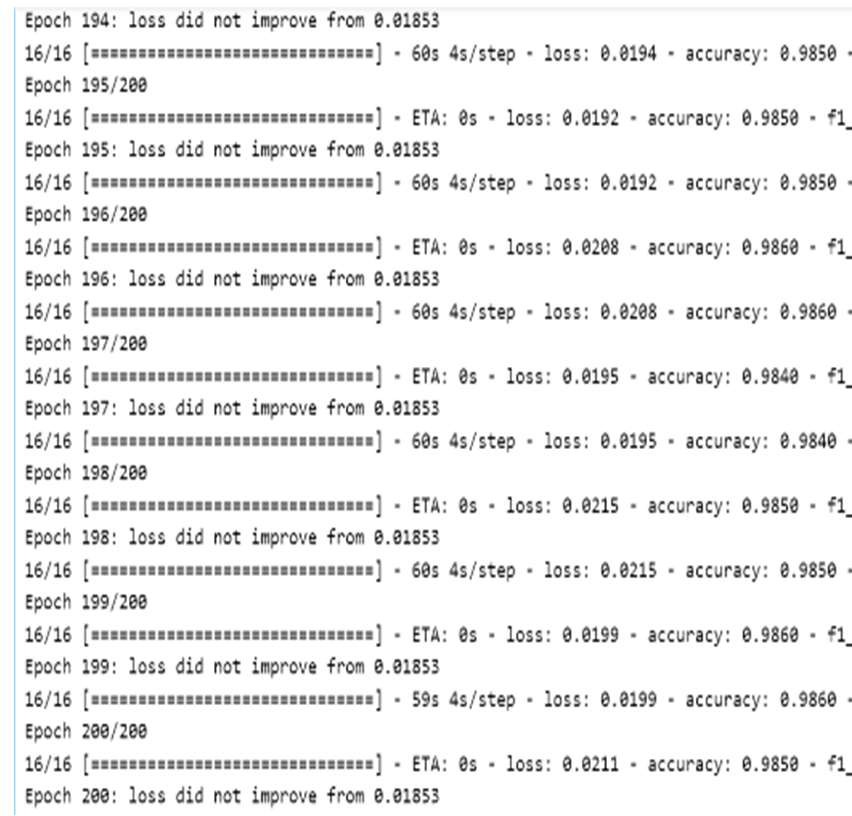 Epoch 194: loss did not improve from 0.01853
16/16 [==============================] - 60s 4s/step - loss: 0.0194 - accuracy: 0.9850 -
Epoch 195/200
16/16 [==============================] - ETA: 0s - loss: 0.0192 - accuracy: 0.9850 - f1_
Epoch 195: loss did not improve from 0.01853
16/16 [==============================] - 60s 4s/step - loss: 0.0192 - accuracy: 0.9850 -
Epoch 196/200
16/16 [==============================] - ETA: 0s - loss: 0.0208 - accuracy: 0.9860 - f1_
Epoch 196: loss did not improve from 0.01853
16/16 [==============================] - 60s 4s/step - loss: 0.0208 - accuracy: 0.9860 -
Epoch 197/200
16/16 [==============================] - ETA: 0s - loss: 0.0195 - accuracy: 0.9840 - f1_
Epoch 197: loss did not improve from 0.01853
16/16 [==============================] - 60s 4s/step - loss: 0.0195 - accuracy: 0.9840 -
Epoch 198/200
16/16 [==============================] - ETA: 0s - loss: 0.0215 - accuracy: 0.9850 - f1_
Epoch 198: loss did not improve from 0.01853
16/16 [==============================] - 60s 4s/step - loss: 0.0215 - accuracy: 0.9850 -
Epoch 199/200
16/16 [==============================] - ETA: 0s - loss: 0.0199 - accuracy: 0.9860 - f1_
Epoch 199: loss did not improve from 0.01853
16/16 [==============================] - 59s 4s/step - loss: 0.0199 - accuracy: 0.9860 -
Epoch 200/200
16/16 [==============================] - ETA: 0s - loss: 0.0211 - accuracy: 0.9850 - f1_
Epoch 200: loss did not improve from 0.01853